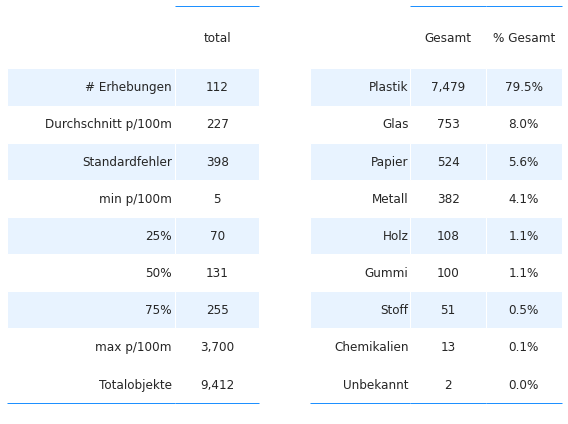 total
# Erhebungen 112
Durchschnitt p/100m 227
Standardfehler 398
min p/100m 5
25% 70
50% 131
75% 255
max p/100m 3,700
Totalobjekte 9,412
Gesamt % Gesamt
Plastik 7,479 79.5%
Glas 753 8.0%
Papier 524 5.6%
Metall 382 4.1%
Holz 108 1.1%
Gummi 100 1.1%
Stoff 51 0.5%
Chemikalien 13 0.1%
Unbekannt 2 0.0%